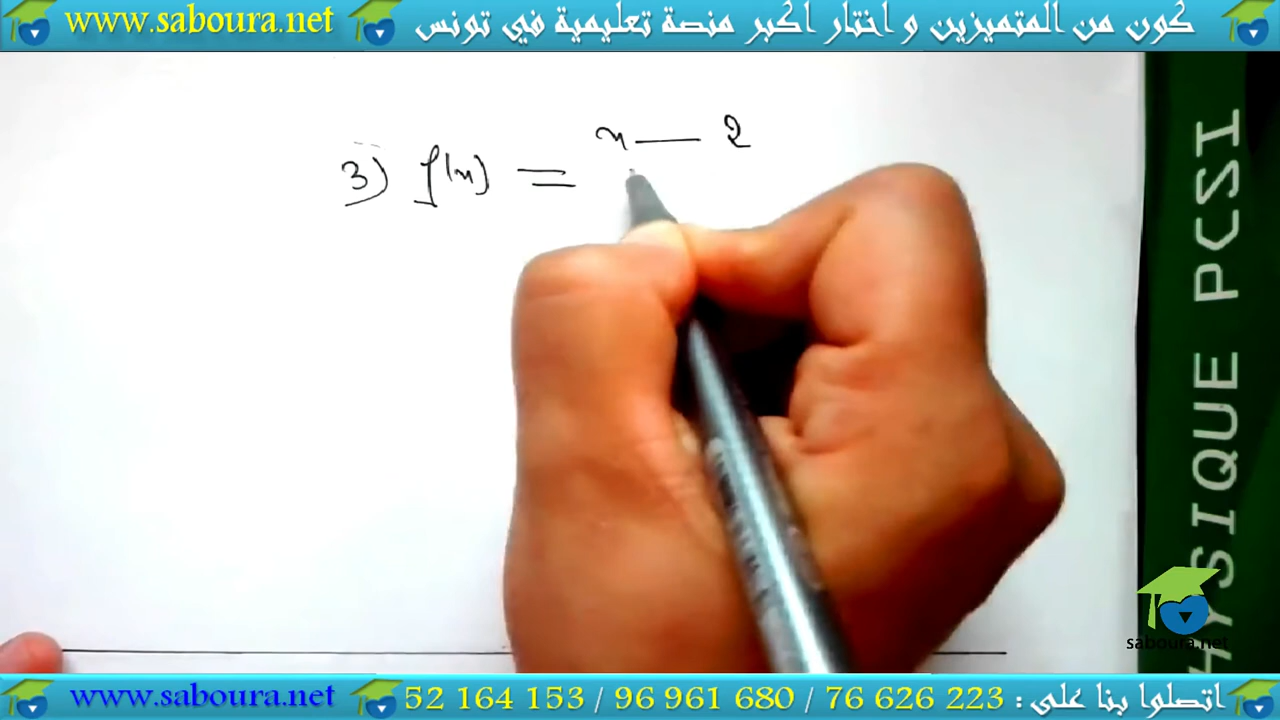 www.saboura.net كون من المتميزين و اختار اكبر منصة تعليمية في تونس
3) f(x) = x — 2
PHYSIQUE PCSI
saboura.net
www.saboura.net 52 164 153 / 96 961 680 / 76 626 223 : اتصلوا بنا على